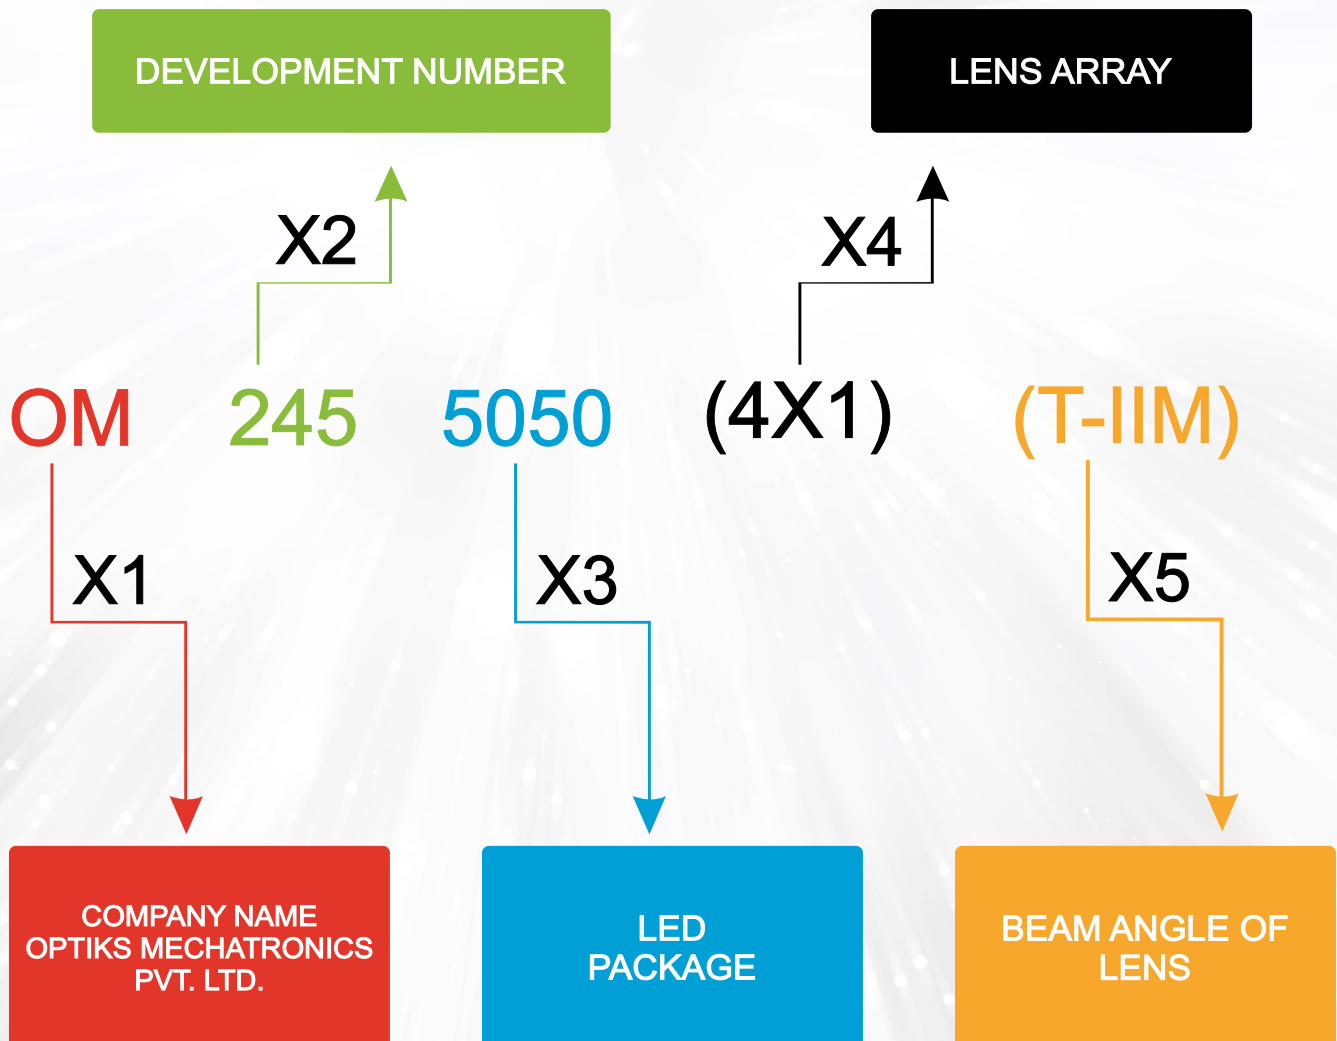 DEVELOPMENT NUMBER
LENS ARRAY
X2
X4
OM 245 5050 (4X1) (T-IIM)
X1
X3
X5
COMPANY NAME
OPTIKS MECHATRONICS
PVT. LTD.
LED
PACKAGE
BEAM ANGLE OF
LENS